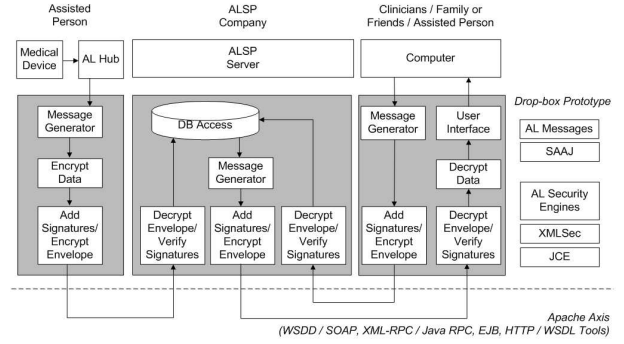 Assisted
Person
ALSP
Company
Clinicians / Family or
Friends / Assisted Person
Medical
Device
AL Hub
ALSP
Server
Computer
Drop-box Prototype
Message
Generator
Encrypt
Data
Add
Signatures/
Encrypt
Envelope
DB Access
Message
Generator
Decrypt
Envelope/
Verify
Signatures
Add
Signatures/
Encrypt
Envelope
Decrypt
Envelope/
Verify
Signatures
Message
Generator
User
Interface
Decrypt
Data
Add
Signatures/
Encrypt
Envelope
Decrypt
Envelope/
Verify
Signatures
AL Messages
SAAJ
AL Security
Engines
XMLSec
JCE
Apache Axis
(WSDD / SOAP, XML-RPC / Java RPC, EJB, HTTP / WSDL Tools)